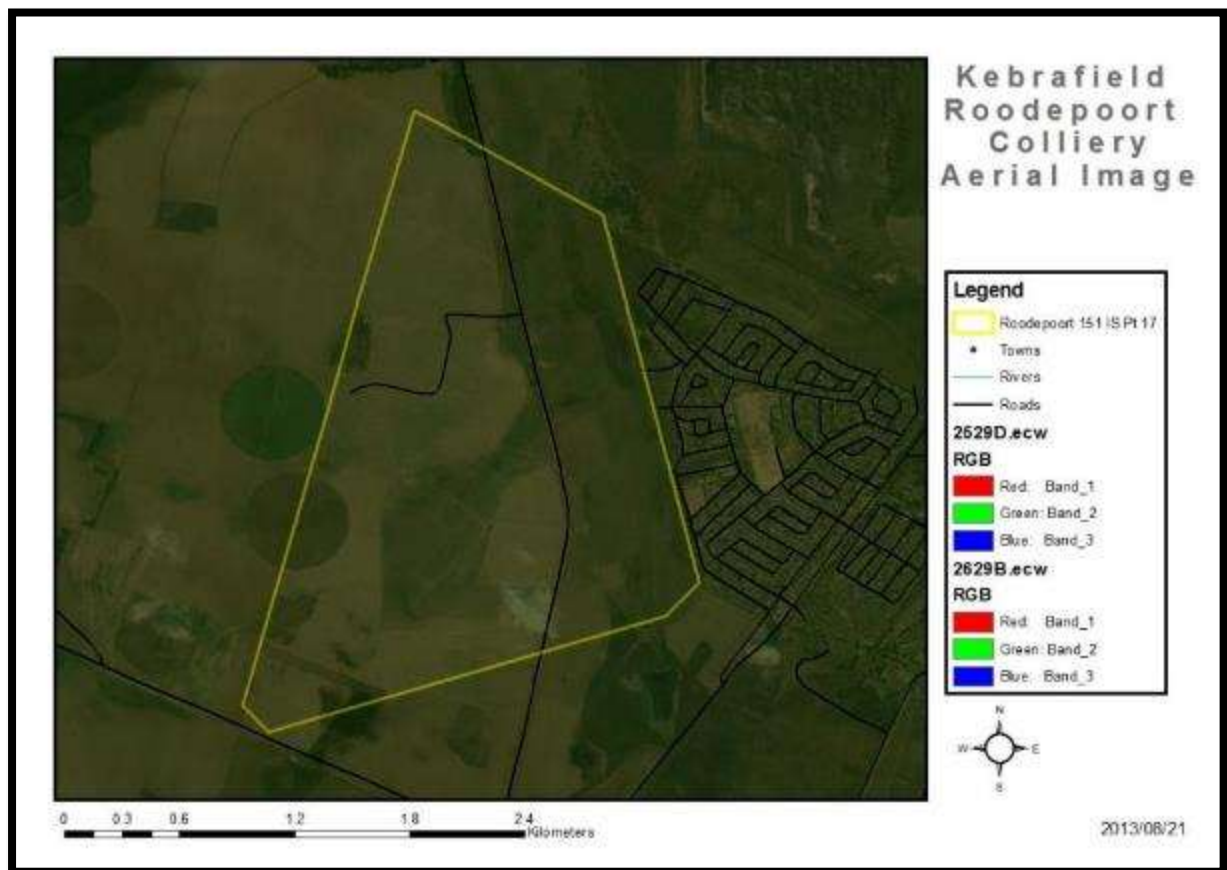 Kebrafield
Roodepoort
Colliery
Aerial Image
Legend
Roodepoort 151 IS Pt 17
Towns
Rivers
Roads
2629D.ecw
RGB
Red: Band_1
Green: Band_2
Blue: Band_3
2629B.ecw
RGB
Red: Band_1
Green: Band_2
Blue: Band_3
N
W E
S
0 0.3 0.6 1.2 1.8 2.4
Kilometers
2013/08/21